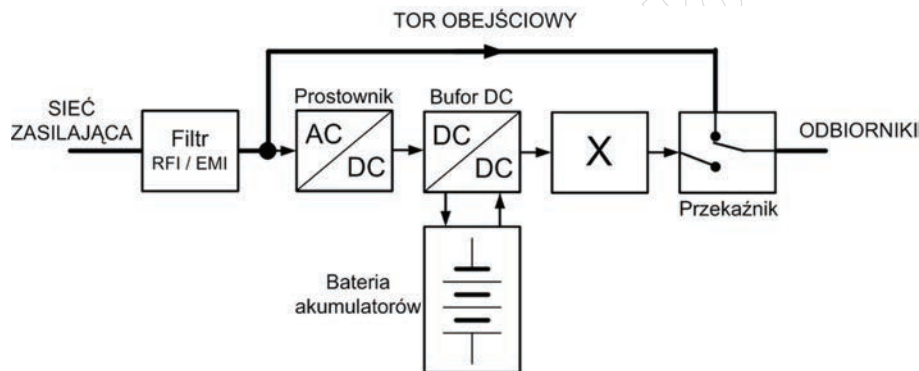 TOR OBEJŚCIOWY
SIEĆ
ZASILAJĄCA
Filtr
RFI / EMI
Prostownik
AC
DC
Bufor DC
DC
DC
X
Przekaźnik
ODBIORNIKI
Bateria
akumulatorów